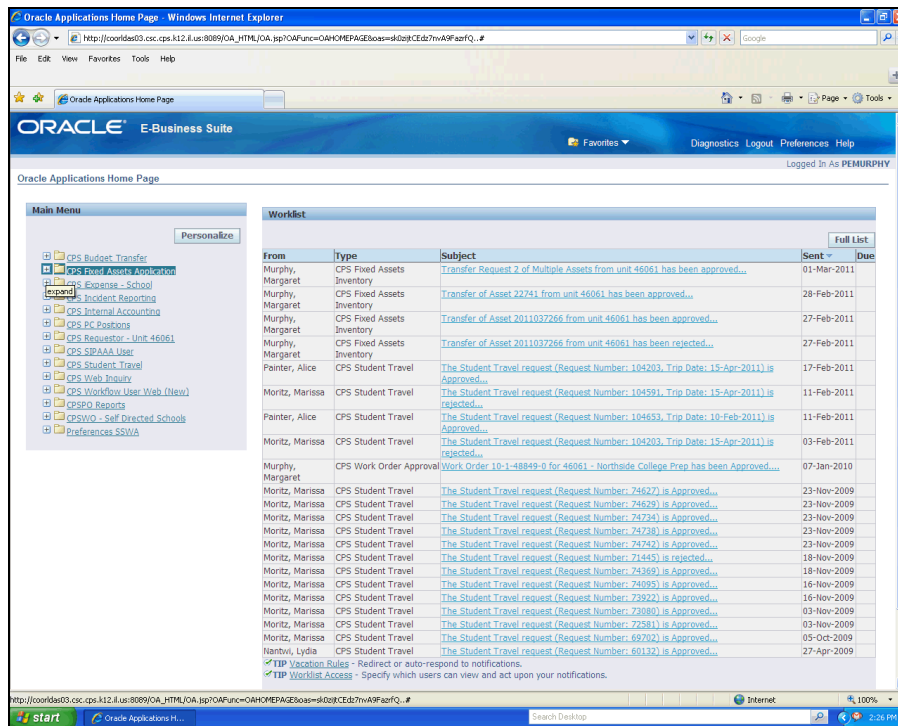 Oracle Applications Home Page - Windows Internet Explorer
http://coorldas03.csc.cps.k12.il.us:8089/OA_HTML/OA.jsp?OAFunc=OAHOMEPAGE&oas=sk0zijtCEdz7nvA9FazrfQ..#
Google
File Edit View Favorites Tools Help
Oracle Applications Home Page
Page Tools
ORACLE E-Business Suite
Favorites
Diagnostics Logout Preferences Help
Logged In As PEMURPHY
Oracle Applications Home Page
Main Menu
Personalize
CPS Budget Transfer
CPS Fixed Assets Application
CPS iExpense - School
expand
CPS Incident Reporting
CPS Internal Accounting
CPS PC Positions
CPS Requestor - Unit 46061
CPS SIPAAA User
CPS Student Travel
CPS Web Inquiry
CPS Workflow User Web (New)
CPSPO Reports
CPSWO - Self Directed Schools
Preferences SSWA
Worklist
Full List
From Type Subject Sent Due
Murphy, Margaret CPS Fixed Assets Inventory Transfer Request 2 of Multiple Assets from unit 46061 has been approved... 01-Mar-2011
Murphy, Margaret CPS Fixed Assets Inventory Transfer of Asset 22741 from unit 46061 has been approved... 28-Feb-2011
Murphy, Margaret CPS Fixed Assets Inventory Transfer of Asset 2011037266 from unit 46061 has been approved... 27-Feb-2011
Murphy, Margaret CPS Fixed Assets Inventory Transfer of Asset 2011037266 from unit 46061 has been rejected... 27-Feb-2011
Painter, Alice CPS Student Travel The Student Travel request (Request Number: 104203, Trip Date: 15-Apr-2011) is Approved... 17-Feb-2011
Moritz, Marissa CPS Student Travel The Student Travel request (Request Number: 104591, Trip Date: 15-Apr-2011) is rejected... 11-Feb-2011
Painter, Alice CPS Student Travel The Student Travel request (Request Number: 104653, Trip Date: 10-Feb-2011) is Approved... 11-Feb-2011
Moritz, Marissa CPS Student Travel The Student Travel request (Request Number: 104203, Trip Date: 15-Apr-2011) is rejected... 03-Feb-2011
Murphy, Margaret CPS Work Order Approval Work Order 10-1-48849-0 for 46061 - Northside College Prep has been Approved.... 07-Jan-2010
Moritz, Marissa CPS Student Travel The Student Travel request (Request Number: 74627) is Approved... 23-Nov-2009
Moritz, Marissa CPS Student Travel The Student Travel request (Request Number: 74629) is Approved... 23-Nov-2009
Moritz, Marissa CPS Student Travel The Student Travel request (Request Number: 74734) is Approved... 23-Nov-2009
Moritz, Marissa CPS Student Travel The Student Travel request (Request Number: 74738) is Approved... 23-Nov-2009
Moritz, Marissa CPS Student Travel The Student Travel request (Request Number: 74742) is Approved... 23-Nov-2009
Moritz, Marissa CPS Student Travel The Student Travel request (Request Number: 71445) is rejected... 18-Nov-2009
Moritz, Marissa CPS Student Travel The Student Travel request (Request Number: 74369) is Approved... 18-Nov-2009
Moritz, Marissa CPS Student Travel The Student Travel request (Request Number: 74095) is Approved... 16-Nov-2009
Moritz, Marissa CPS Student Travel The Student Travel request (Request Number: 73922) is Approved... 16-Nov-2009
Moritz, Marissa CPS Student Travel The Student Travel request (Request Number: 73080) is Approved... 03-Nov-2009
Moritz, Marissa CPS Student Travel The Student Travel request (Request Number: 72581) is Approved... 03-Nov-2009
Moritz, Marissa CPS Student Travel The Student Travel request (Request Number: 69702) is Approved... 05-Oct-2009
Nantwi, Lydia CPS Student Travel The Student Travel request (Request Number: 60132) is Approved... 27-Apr-2009
TIP Vacation Rules - Redirect or auto-respond to notifications.
TIP Worklist Access - Specify which users can view and act upon your notifications.
http://coorldas03.csc.cps.k12.il.us:8089/OA_HTML/OA.jsp?OAFunc=OAHOMEPAGE&oas=sk0zijtCEdz7nvA9FazrfQ..#
Internet 100%
start Oracle Applications H... Search Desktop 2:26 PM